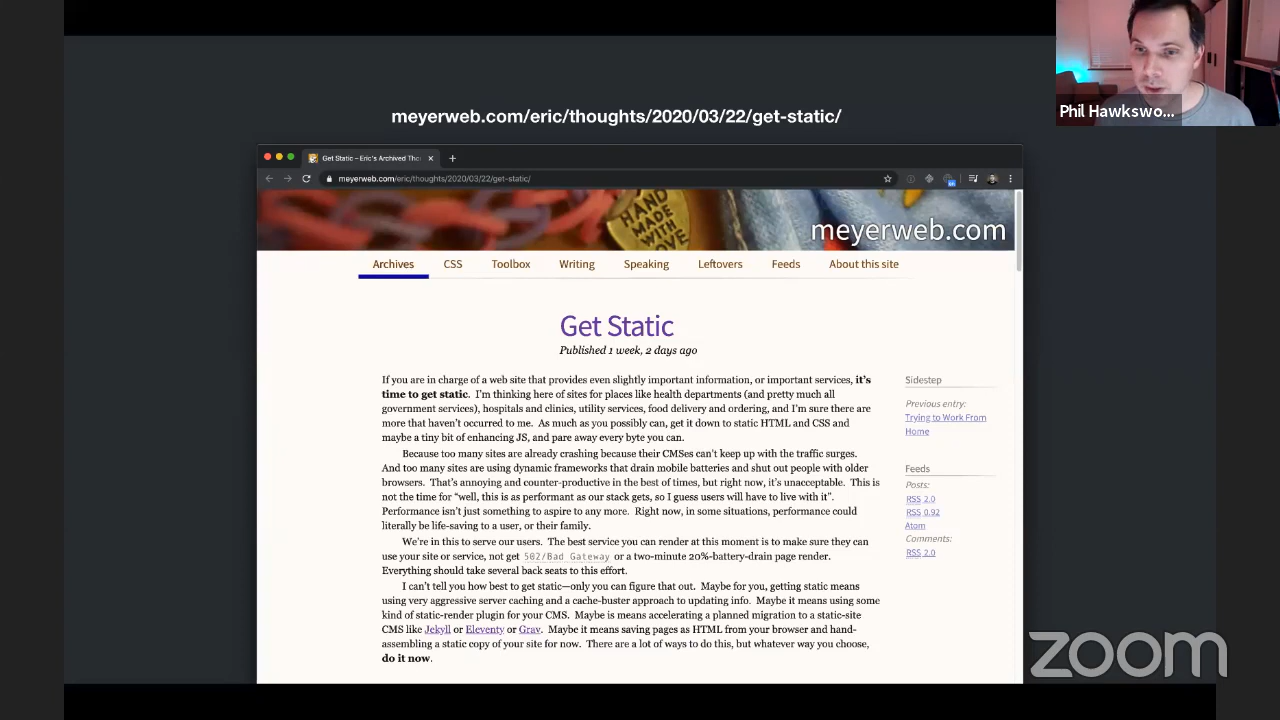 meyerweb.com/eric/thoughts/2020/03/22/get-static/
Phil Hawkswo...
Get Static – Eric's Archived Tho
meyerweb.com/eric/thoughts/2020/03/22/get-static/
HAND
MADE
WITH
LOVE
meyerweb.com
Archives CSS Toolbox Writing Speaking Leftovers Feeds About this site
Get Static
Published 1 week, 2 days ago
If you are in charge of a web site that provides even slightly important information, or important services, it's
time to get static. I'm thinking here of sites for places like health departments (and pretty much all
government services), hospitals and clinics, utility services, food delivery and ordering, and I'm sure there are
more that haven't occurred to me. As much as you possibly can, get it down to static HTML and CSS and
maybe a tiny bit of enhancing JS, and pare away every byte you can.
Because too many sites are already crashing because their CMSes can't keep up with the traffic surges.
And too many sites are using dynamic frameworks that drain mobile batteries and shut out people with older
browsers. That's annoying and counter-productive in the best of times, but right now, it's unacceptable. This is
not the time for “well, this is as performant as our stack gets, so I guess users will have to live with it”.
Performance isn't just something to aspire to any more. Right now, in some situations, performance could
literally be life-saving to a user, or their family.
We're in this to serve our users. The best service you can render at this moment is to make sure they can
use your site or service, not get 502/Bad Gateway or a two-minute 20%-battery-drain page render.
Everything should take several back seats to this effort.
I can't tell you how best to get static—only you can figure that out. Maybe for you, getting static means
using very aggressive server caching and a cache-buster approach to updating info. Maybe it means using some
kind of static-render plugin for your CMS. Maybe is means accelerating a planned migration to a static-site
CMS like Jekyll or Eleventy or Grav. Maybe it means saving pages as HTML from your browser and hand-
assembling a static copy of your site for now. There are a lot of ways to do this, but whatever way you choose,
do it now.
Sidestep
Previous entry:
Trying to Work From
Home
Feeds
Posts:
RSS 2.0
RSS 0.92
Atom
Comments:
RSS 2.0
zoom